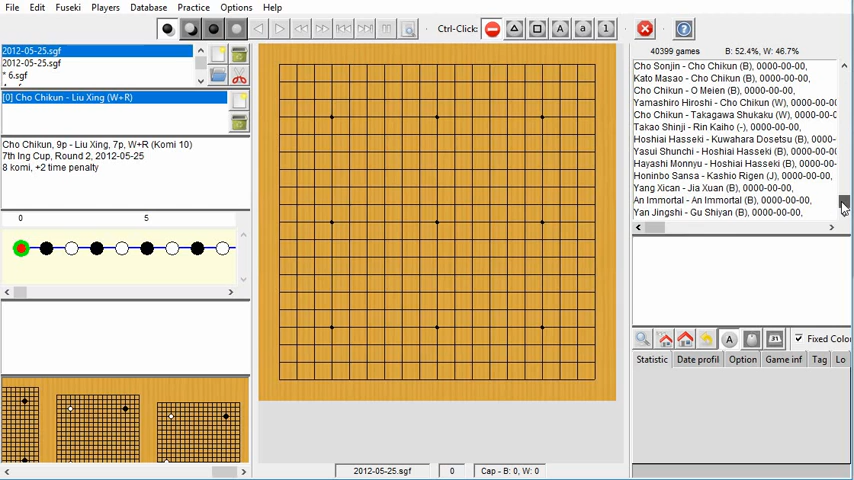 File Edit Fuseki Players Database Practice Options Help
Ctrl-Click: A a 1
2012-05-25.sgf
2012-05-25.sgf
* 6.sgf
[0] Cho Chikun - Liu Xing (W+R)
Cho Chikun, 9p - Liu Xing, 7p, W+R (Komi 10)
7th Ing Cup, Round 2, 2012-05-25
8 komi, +2 time penalty
0 5
40399 games B: 52.4%, W: 46.7%
Cho Sonjin - Cho Chikun (B), 0000-00-00,
Kato Masao - Cho Chikun (B), 0000-00-00,
Cho Chikun - O Meien (B), 0000-00-00,
Yamashiro Hiroshi - Cho Chikun (W), 0000-00-0
Cho Chikun - Takagawa Shukaku (W), 0000-00-
Takao Shinji - Rin Kaiho (-), 0000-00-00,
Hoshiai Hasseki - Kuwahara Dosetsu (B), 0000-
Yasui Shunchi - Hoshiai Hasseki (B), 0000-00-00
Hayashi Monnyu - Hoshiai Hasseki (B), 0000-00-
Honinbo Sansa - Kashio Rigen (J), 0000-00-00,
Yang Xican - Jia Xuan (B), 0000-00-00,
An Immortal - An Immortal (B), 0000-00-00,
Yan Jingshi - Gu Shiyan (B), 0000-00-00,
A 31 Fixed Colo
Statistic Date profil Option Game inf Tag Lo
2012-05-25.sgf 0 Cap - B: 0, W: 0